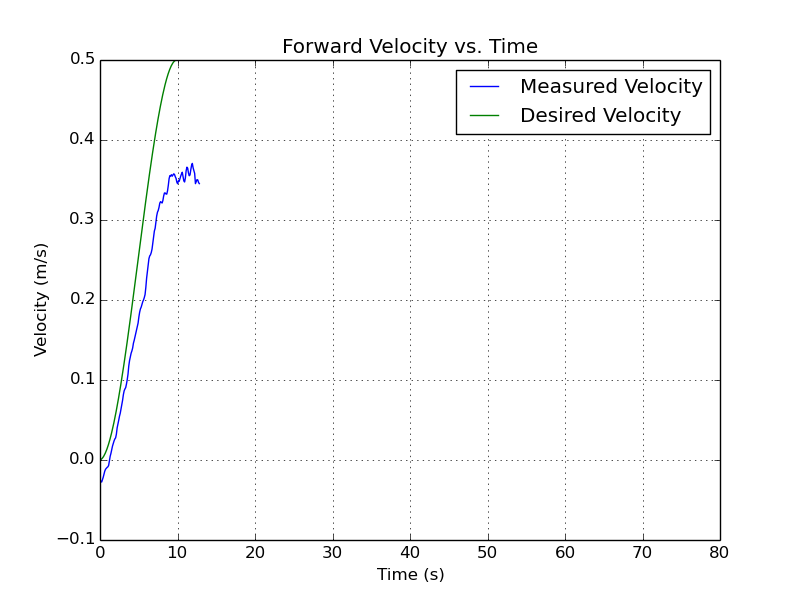 Forward Velocity vs. Time
Measured Velocity
Desired Velocity
0.5
0.4
0.3
0.2
0.1
0.0
−0.1
Velocity (m/s)
0 10 20 30 40 50 60 70 80
Time (s)